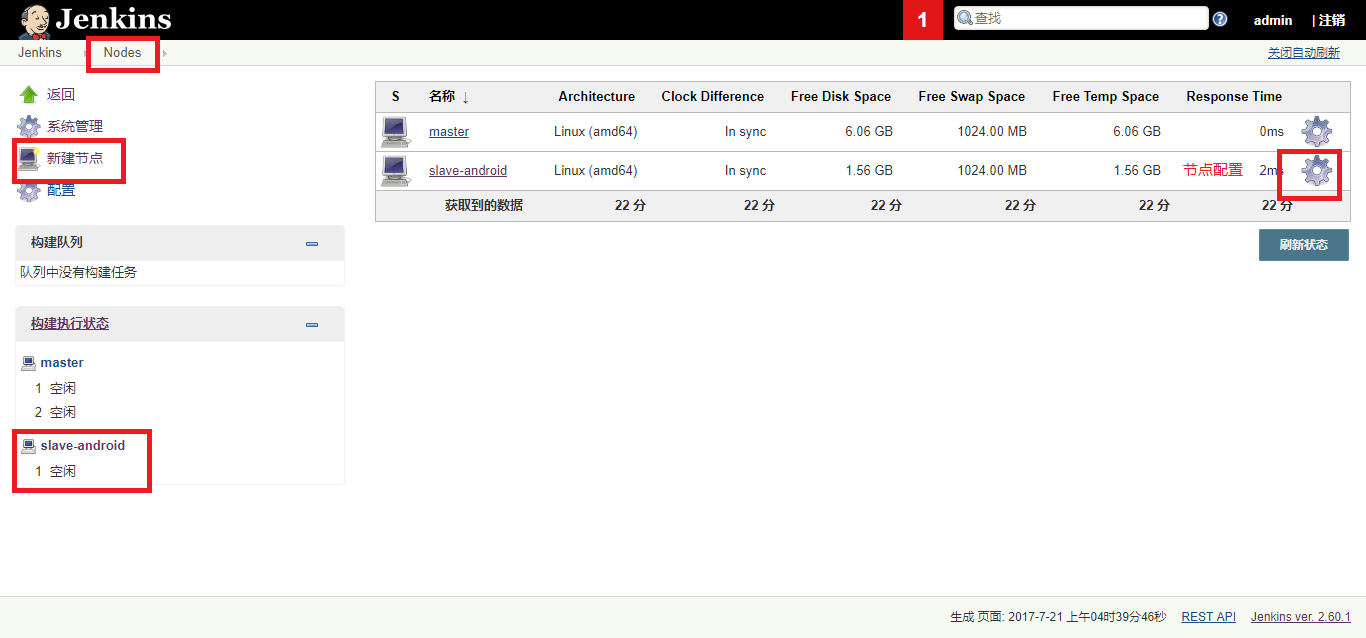 Jenkins
1
查找
admin
| 注销
Jenkins
Nodes
关闭自动刷新
返回
系统管理
新建节点
配置
构建队列
队列中没有构建任务
构建执行状态
master
1 空闲
2 空闲
slave-android
1 空闲
S 名称 ↓ Architecture Clock Difference Free Disk Space Free Swap Space Free Temp Space Response Time
master Linux (amd64) In sync 6.06 GB 1024.00 MB 6.06 GB 0ms
slave-android Linux (amd64) In sync 1.56 GB 1024.00 MB 1.56 GB 节点配置 2ms
获取到的数据 22 分 22 分 22 分 22 分 22 分 22 分
刷新状态
生成 页面: 2017-7-21 上午04时39分46秒 REST API Jenkins ver. 2.60.1